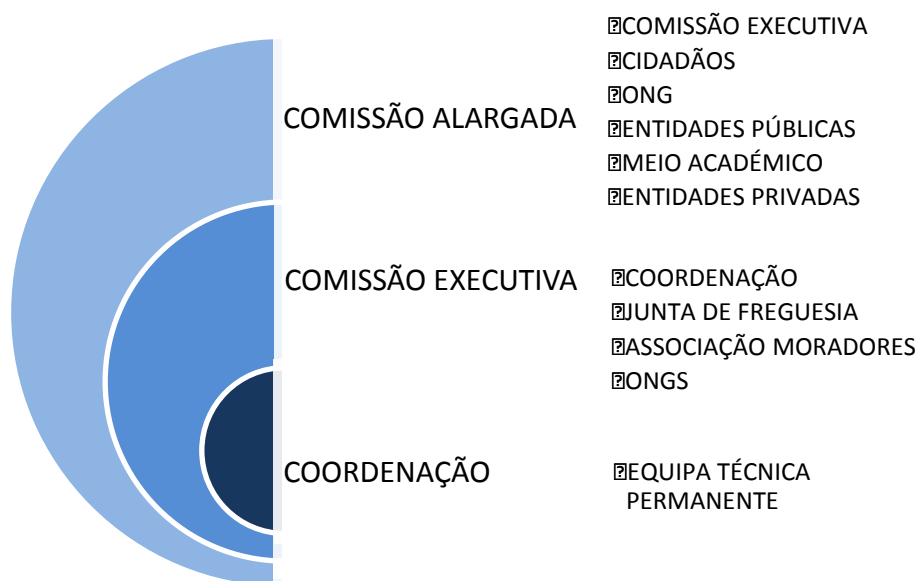 COMISSÃO ALARGADA
COMISSÃO EXECUTIVA
CIDADÃOS
ONG
ENTIDADES PÚBLICAS
MEIO ACADÉMICO
ENTIDADES PRIVADAS
COMISSÃO EXECUTIVA
COORDENAÇÃO
JUNTA DE FREGUESIA
ASSOCIAÇÃO MORADORES
ONGS
COORDENAÇÃO
EQUIPA TÉCNICA
PERMANENTE